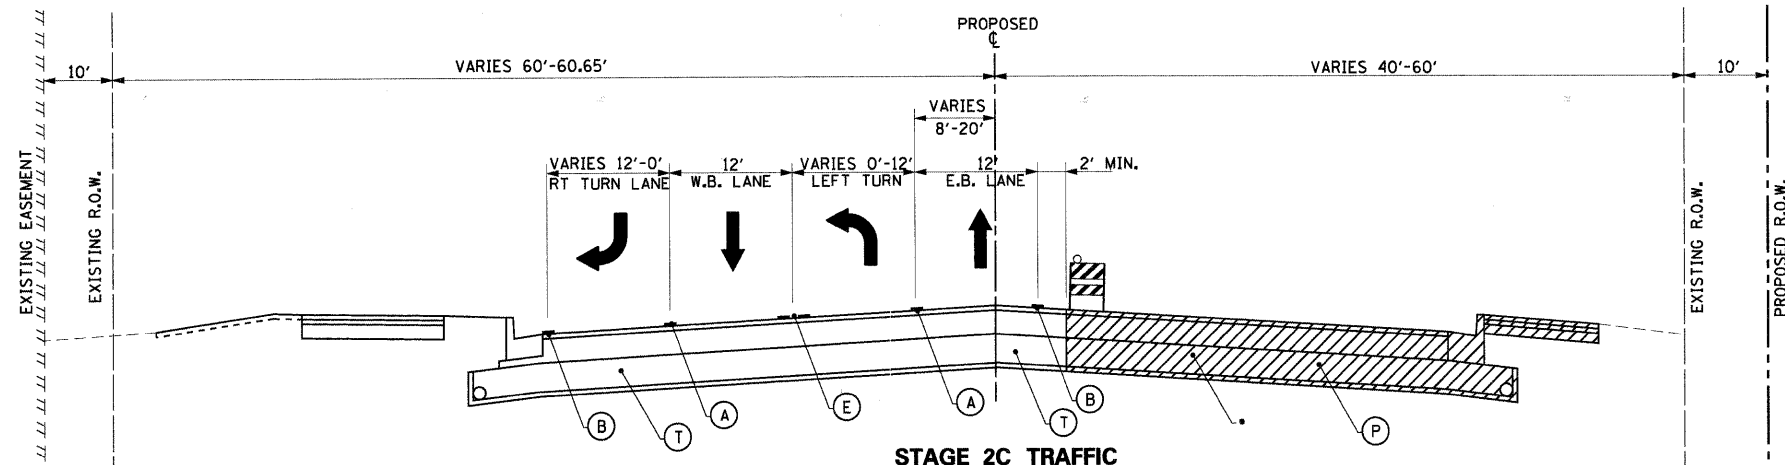 PROPOSED
℄
10'
VARIES 60'-60.65'
VARIES 40'-60'
10'
VARIES
8'-20'
VARIES 12'-0'
12'
VARIES 0'-12'
12'
2' MIN.
RT TURN LANE
W.B. LANE
LEFT TURN
E.B. LANE
EXISTING EASEMENT
EXISTING R.O.W.
EXISTING R.O.W.
PROPOSED R.O.W.
B
T
A
E
A
T
B
P
STAGE 2C TRAFFIC